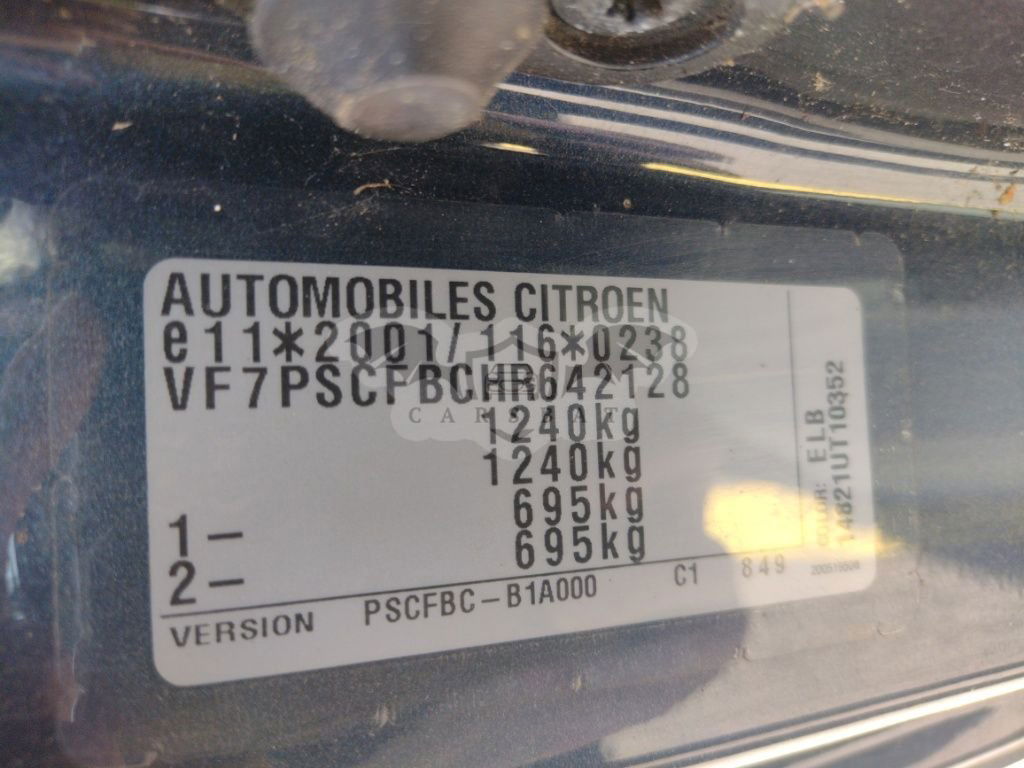 AUTOMOBILES CITROEN
e11*2001/116*0238
VF7PSCFBCHR642128
1240kg
1240kg
1- 695kg
2- 695kg
VERSION PSCFBC-B1A000 C1 849
COLOR: ELB
14821UT10352